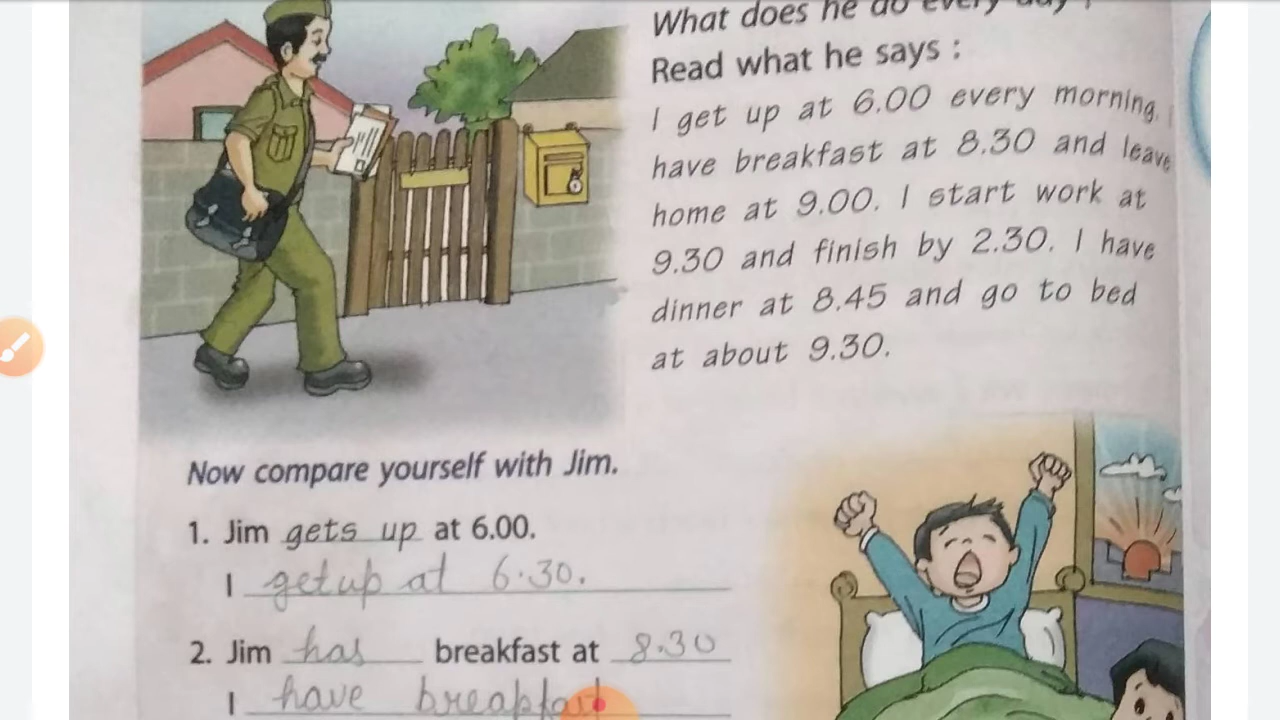 What does he do every day ?
Read what he says :
I get up at 6.00 every morning,
have breakfast at 8.30 and leave
home at 9.00. I start work at
9.30 and finish by 2.30. I have
dinner at 8.45 and go to bed
at about 9.30.
Now compare yourself with Jim.
1. Jim gets up at 6.00.
I get up at 6.30.
2. Jim has breakfast at 8.30
I have breakfast